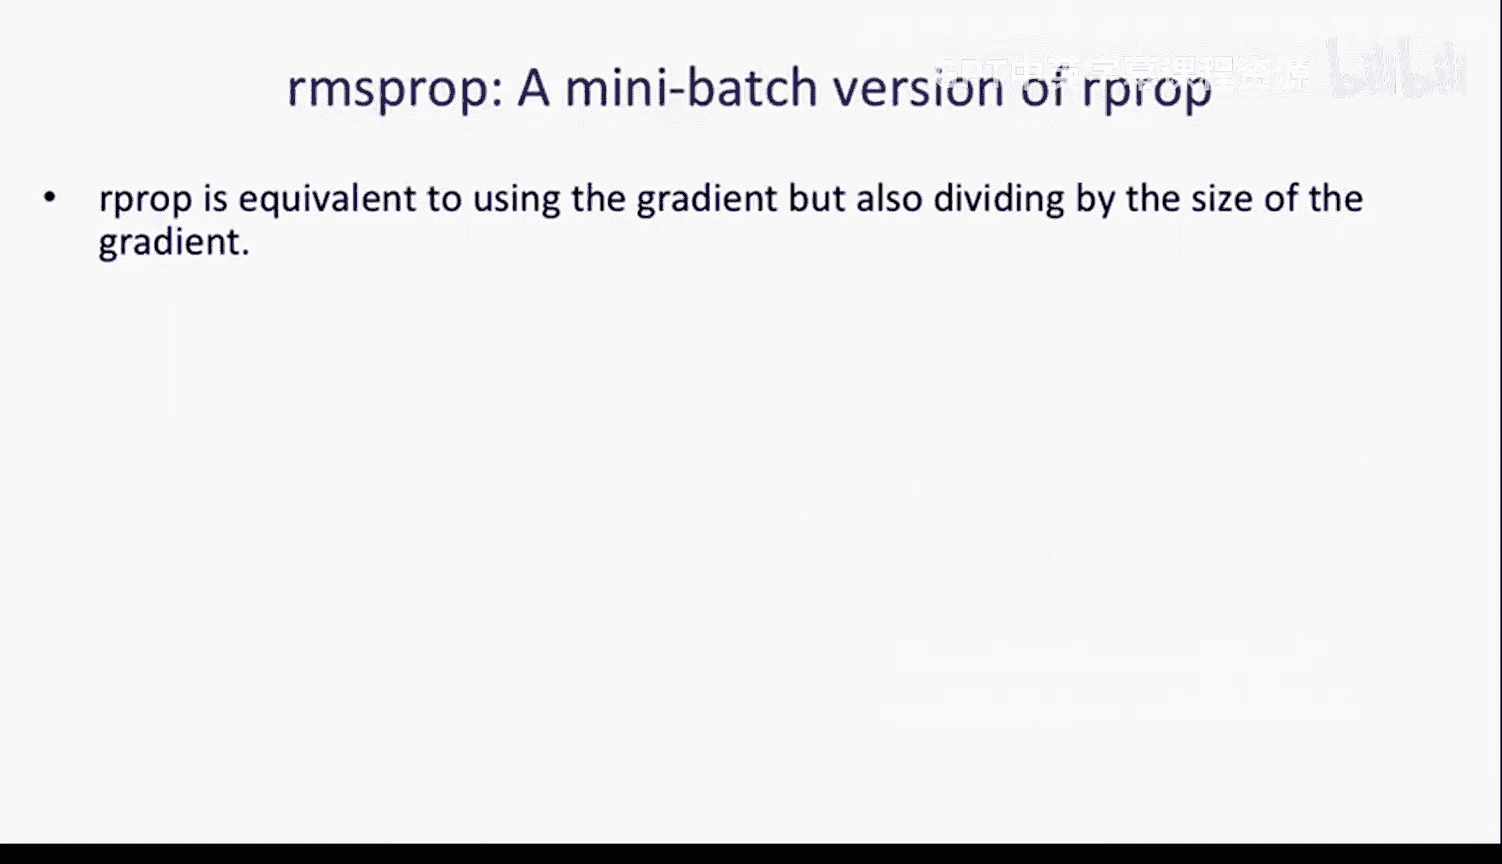 rmsprop: A mini-batch version of rprop
• rprop is equivalent to using the gradient but also dividing by the size of the
gradient.
bilibili